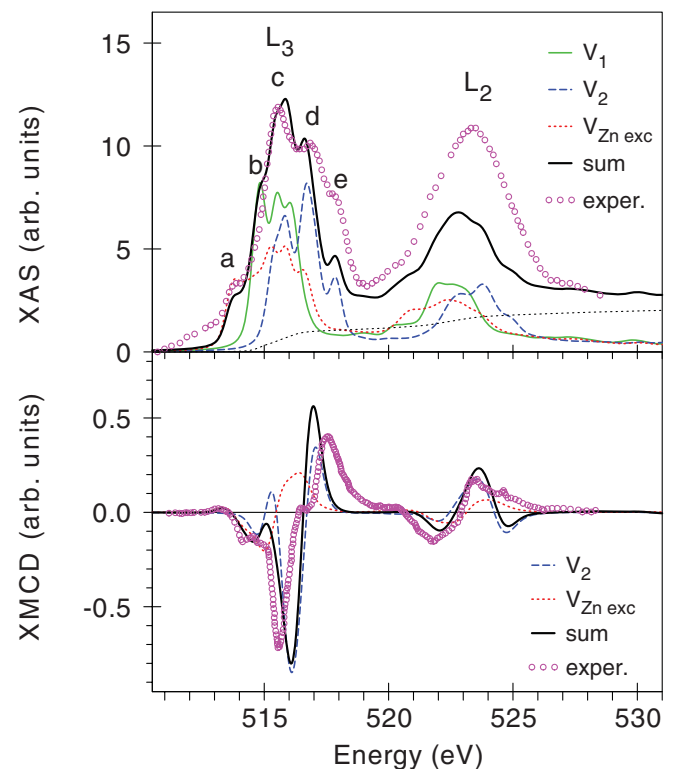 XAS (arb. units)
15
10
5
0
L3
c
d
b
e
a
L2
V1
V2
VZn exc
sum
exper.
XMCD (arb. units)
0.5
0.0
-0.5
V2
VZn exc
sum
exper.
515 520 525 530
Energy (eV)